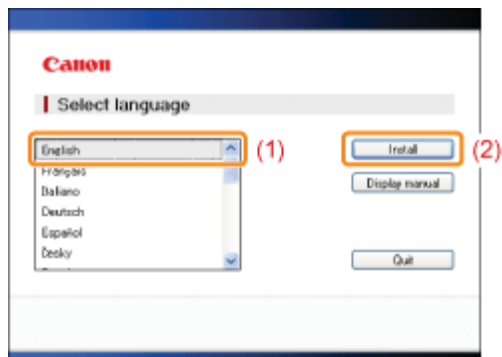 Canon
Select language
English (1) Install (2)
Français Display manual
Italiano
Deutsch
Español
Česky Quit